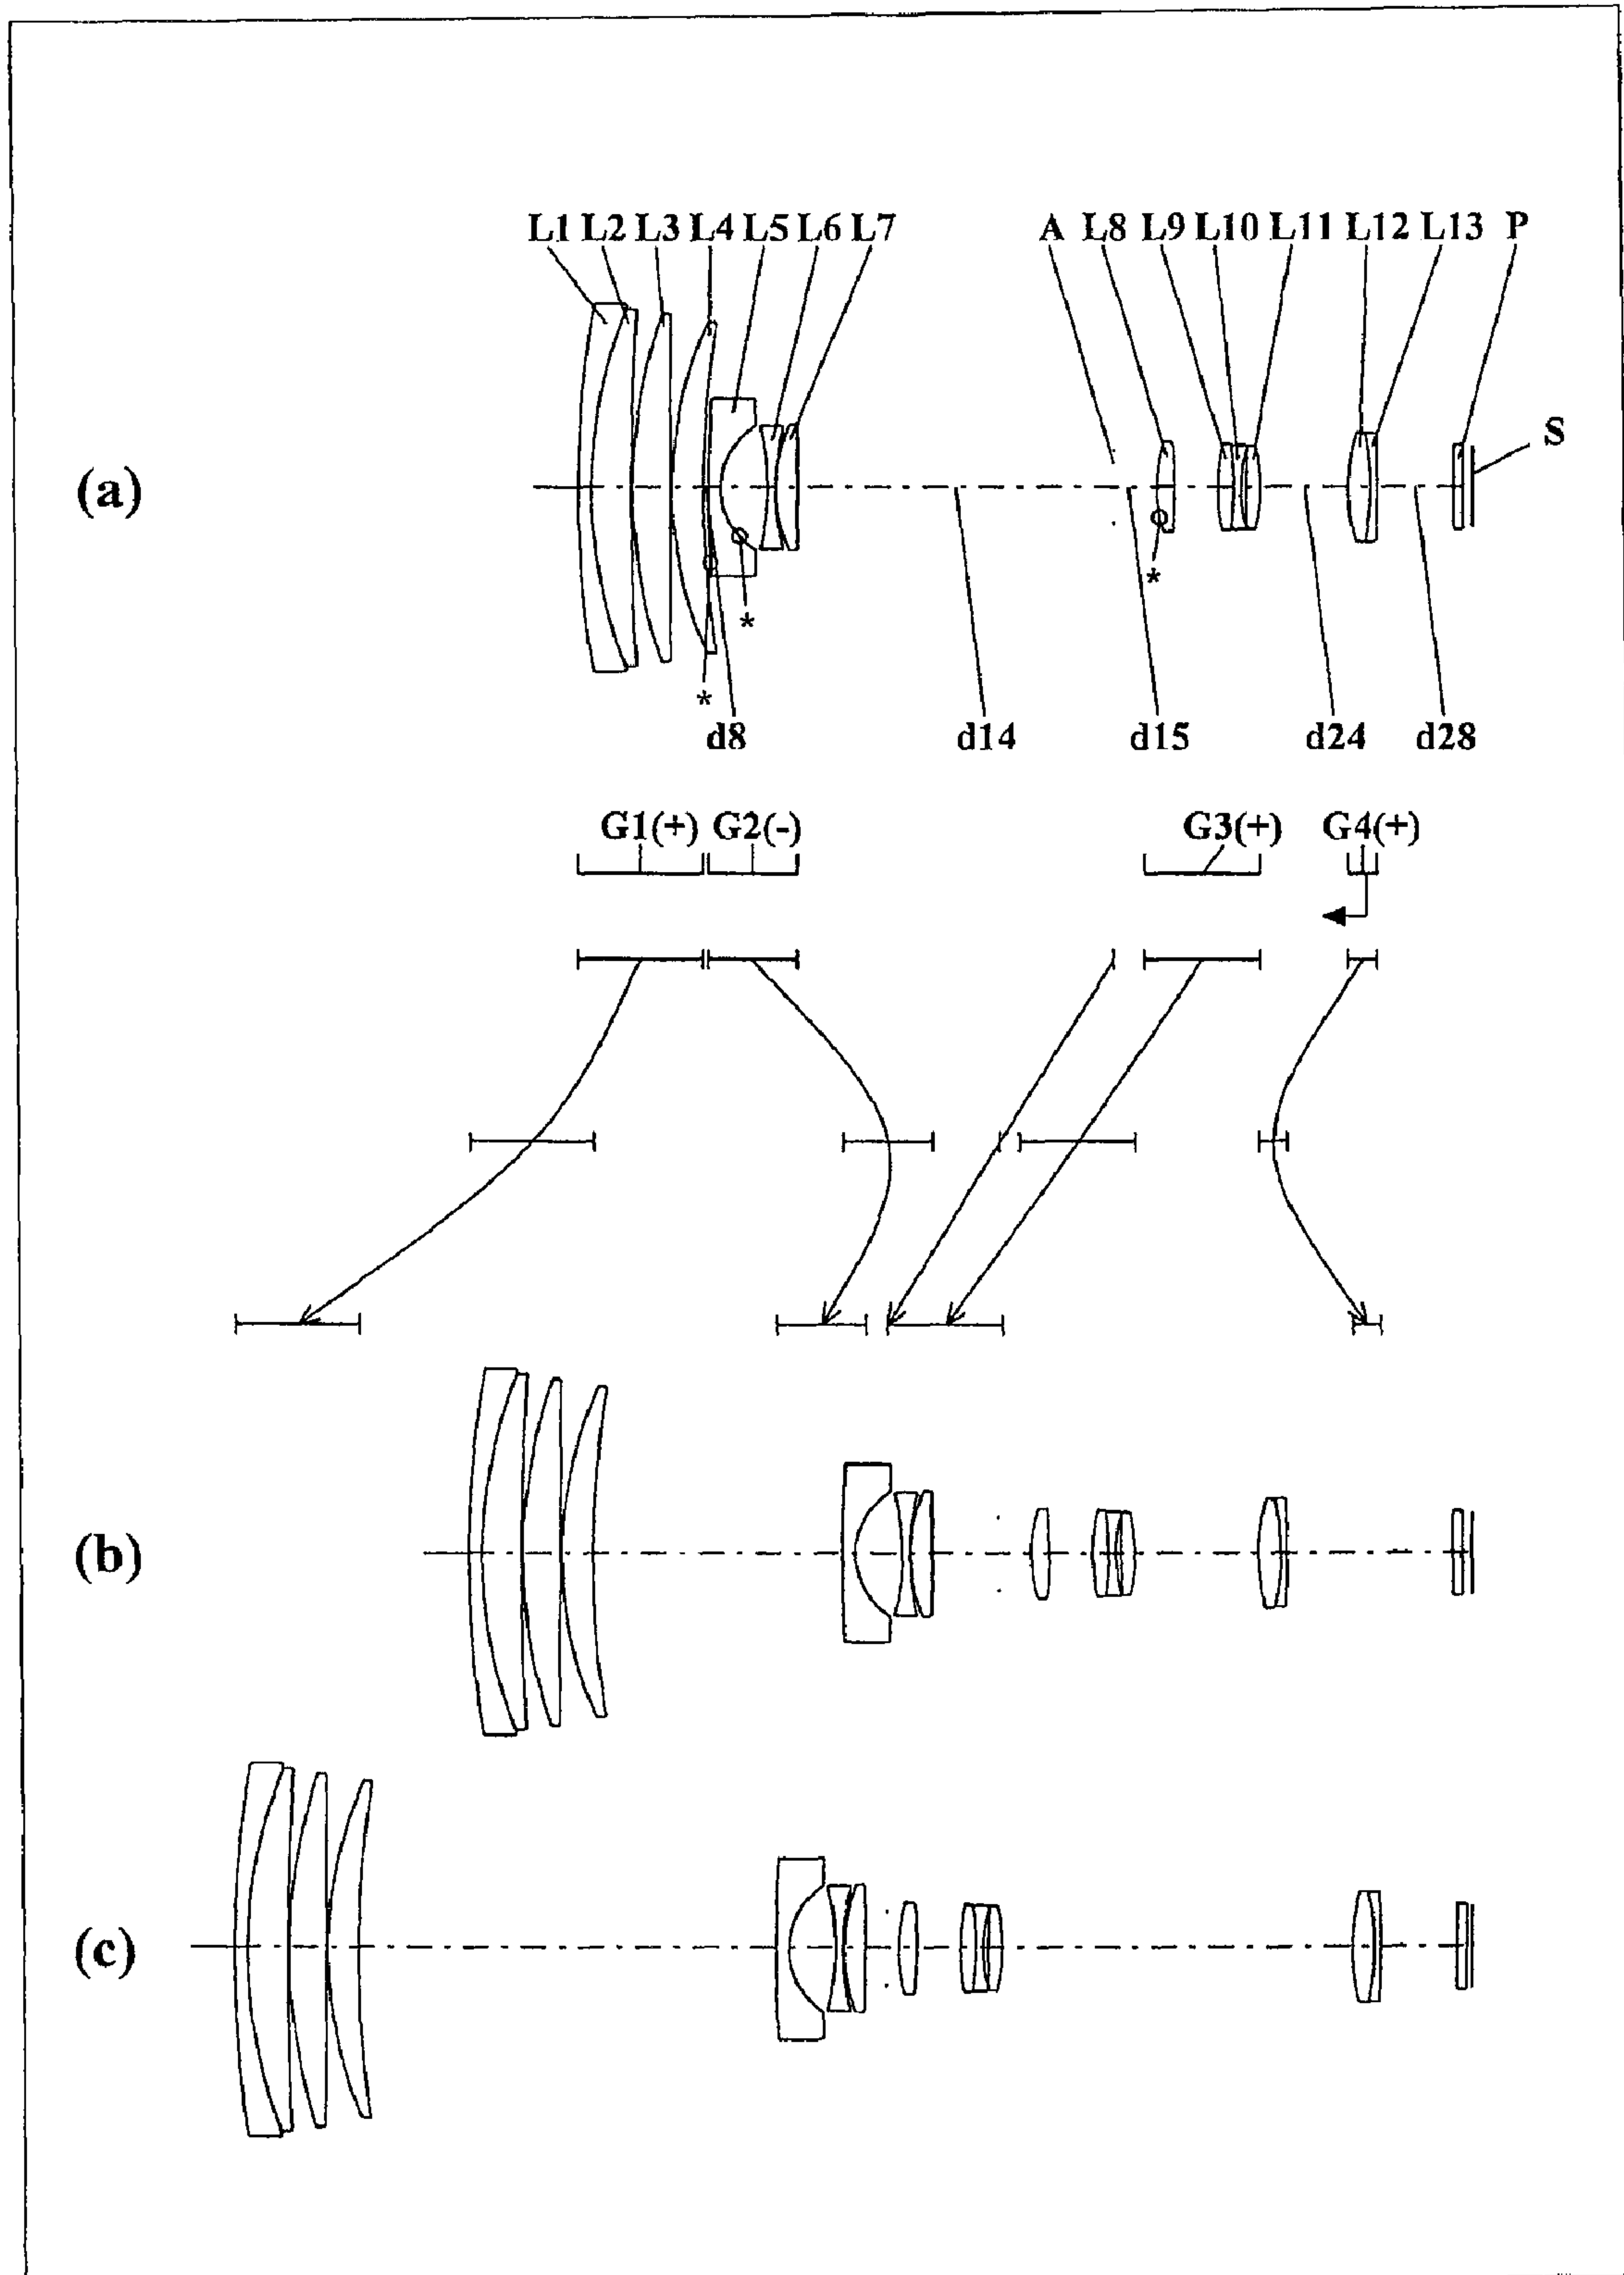 L1 L2 L3 L4 L5 L6 L7 A L8 L9 L10 L11 L12 L13 P
S
(a)
* * *
d8 d14 d15 d24 d28
G1(+) G2(-) G3(+) G4(+)
(b)
(c)